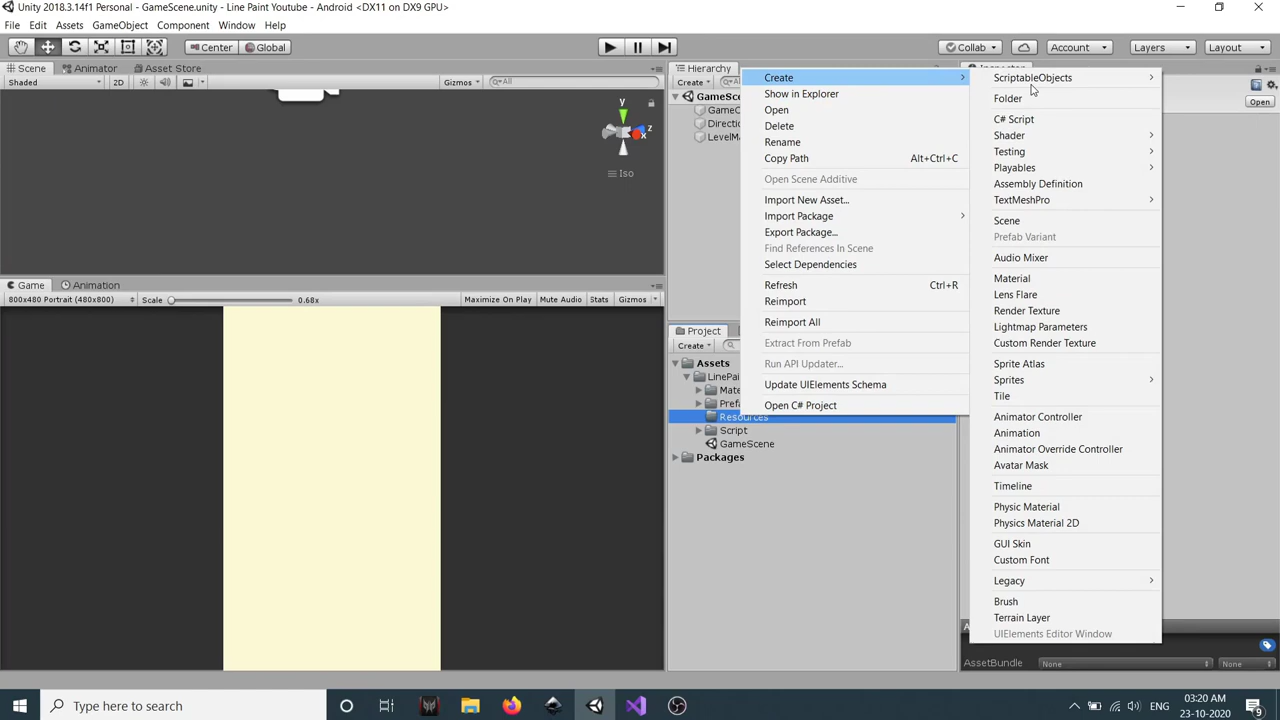 Unity 2018.3.14f1 Personal - GameScene.unity - Line Paint Youtube - Android <DX11 on DX9 GPU>
File Edit Assets GameObject Component Window Help
Center Global Collab Account Layers Layout
Scene Animator Asset Store Hierarchy
Shaded 2D Gizmos All Create
GameSc
GameC
Directi
LevelMa
y
z
Iso
Open
Create
Show in Explorer
Open
Delete
Rename
Copy Path Alt+Ctrl+C
Open Scene Additive
Import New Asset...
Import Package
Export Package...
Find References In Scene
Select Dependencies
Refresh Ctrl+R
Reimport
Reimport All
Extract From Prefab
Run API Updater...
Update UIElements Schema
Open C# Project
ScriptableObjects
Folder
C# Script
Shader
Testing
Playables
Assembly Definition
TextMeshPro
Scene
Prefab Variant
Audio Mixer
Material
Lens Flare
Render Texture
Lightmap Parameters
Custom Render Texture
Sprite Atlas
Sprites
Tile
Animator Controller
Animation
Animator Override Controller
Avatar Mask
Timeline
Physic Material
Physics Material 2D
GUI Skin
Custom Font
Legacy
Brush
Terrain Layer
UIElements Editor Window
Game Animation
800x480 Portrait (480x800) Scale 0.68x Maximize On Play Mute Audio Stats Gizmos
Project
Create
Assets
LinePai
Mate
Prefa
Resources
Script
GameScene
Packages
AssetBundle None None
Type here to search
ENG
03:20 AM
23-10-2020
9